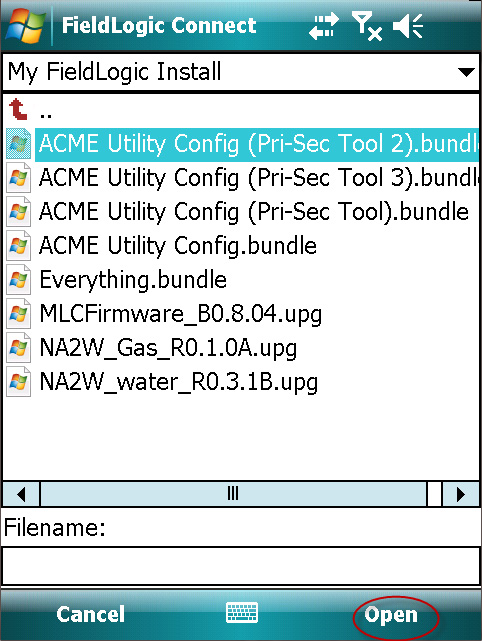 FieldLogic Connect
My FieldLogic Install
..
ACME Utility Config (Pri-Sec Tool 2).bundl
ACME Utility Config (Pri-Sec Tool 3).bundl
ACME Utility Config (Pri-Sec Tool).bundle
ACME Utility Config.bundle
Everything.bundle
MLCFirmware_B0.8.04.upg
NA2W_Gas_R0.1.0A.upg
NA2W_water_R0.3.1B.upg
Filename:
Cancel Open